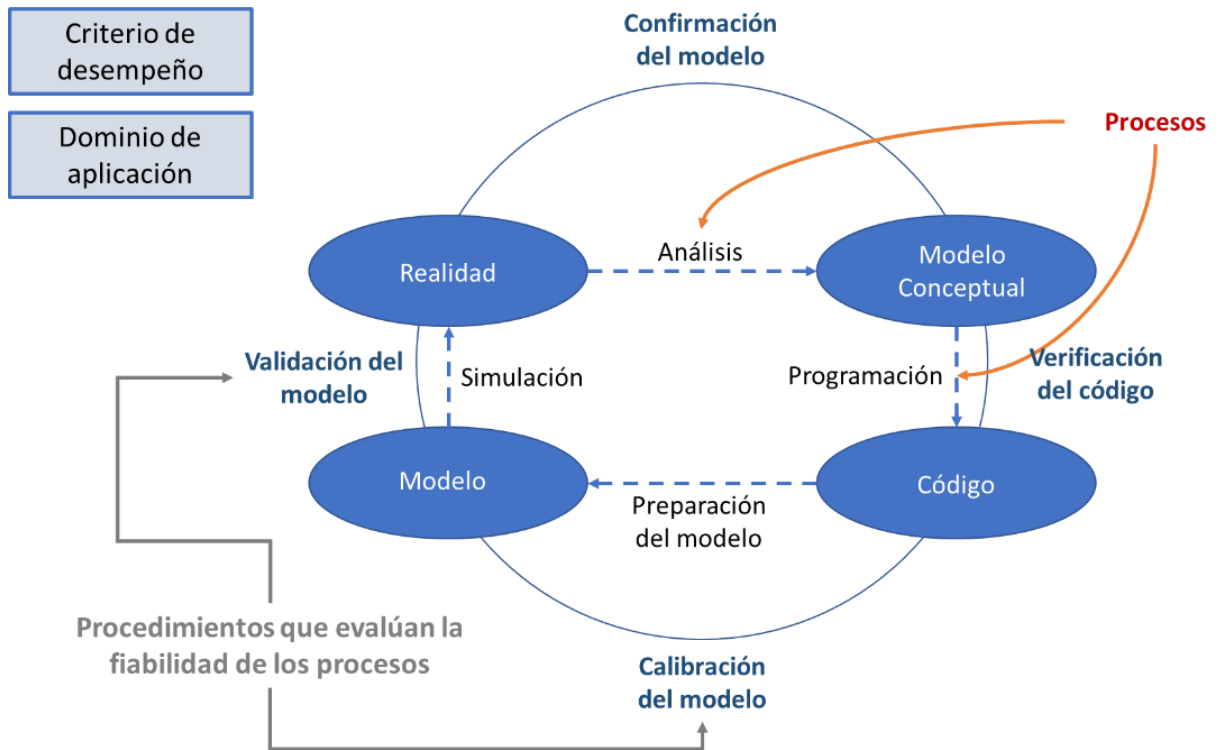 Criterio de
desempeño
Dominio de
aplicación
Confirmación
del modelo
Procesos
Realidad
Análisis
Modelo
Conceptual
Validación del
modelo
Simulación
Programación
Verificación
del código
Modelo
Preparación
del modelo
Código
Procedimientos que evalúan la
fiabilidad de los procesos
Calibración
del modelo